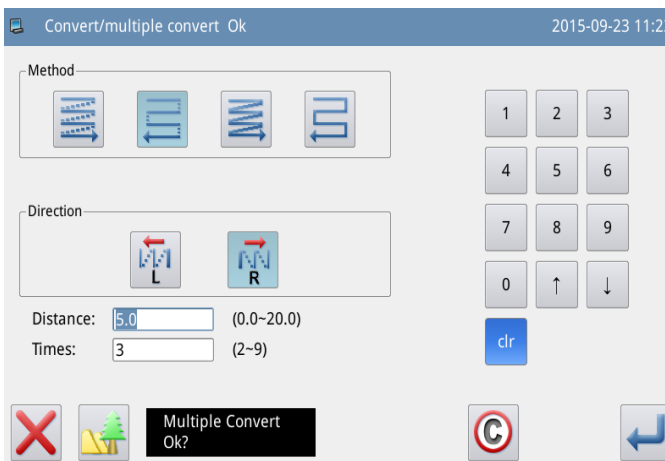 Convert/multiple convert Ok
2015-09-23 11:2
Method
Direction
L
R
Distance: 5.0 (0.0~20.0)
Times: 3 (2~9)
1 2 3
4 5 6
7 8 9
0 ↑ ↓
clr
Multiple Convert
Ok?
C